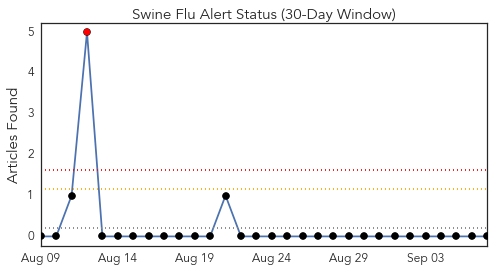 Swine Flu Alert Status (30-Day Window)
Articles Found
5
4
3
2
1
0
Aug 09
Aug 14
Aug 19
Aug 24
Aug 29
Sep 03